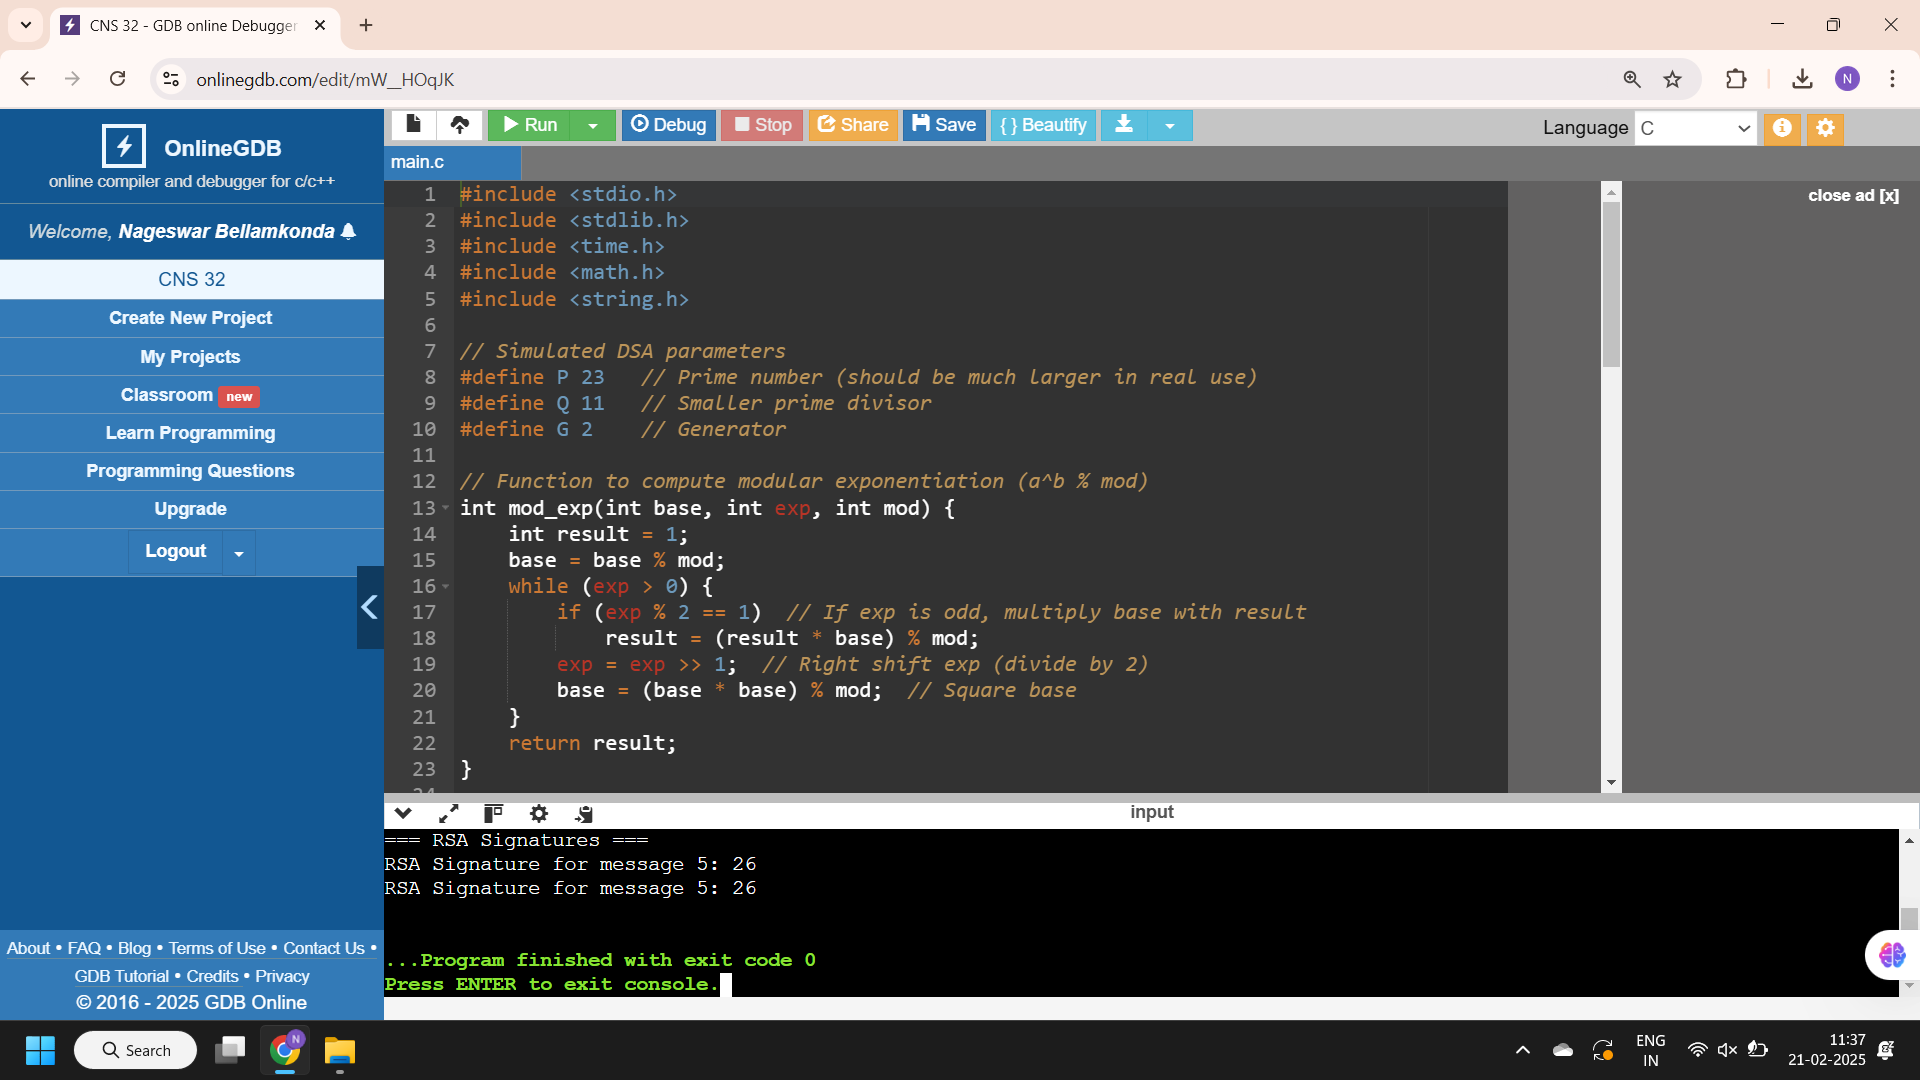 CNS 32 - GDB online Debugger
onlinegdb.com/edit/mW__HOqJK
N
OnlineGDB
online compiler and debugger for c/c++
Welcome, Nageswar Bellamkonda
CNS 32
Create New Project
My Projects
Classroom new
Learn Programming
Programming Questions
Upgrade
Logout
About • FAQ • Blog • Terms of Use • Contact Us •
GDB Tutorial • Credits • Privacy
© 2016 - 2025 GDB Online
Run
Debug
Stop
Share
Save
{ } Beautify
Language C
main.c
close ad [x]
1 #include <stdio.h>
2 #include <stdlib.h>
3 #include <time.h>
4 #include <math.h>
5 #include <string.h>
6
7 // Simulated DSA parameters
8 #define P 23   // Prime number (should be much larger in real use)
9 #define Q 11   // Smaller prime divisor
10 #define G 2    // Generator
11
12 // Function to compute modular exponentiation (a^b % mod)
13 int mod_exp(int base, int exp, int mod) {
14     int result = 1;
15     base = base % mod;
16     while (exp > 0) {
17         if (exp % 2 == 1)  // If exp is odd, multiply base with result
18             result = (result * base) % mod;
19         exp = exp >> 1;  // Right shift exp (divide by 2)
20         base = (base * base) % mod;  // Square base
21     }
22     return result;
23 }
24
input
=== RSA Signatures ===
RSA Signature for message 5: 26
RSA Signature for message 5: 26
...Program finished with exit code 0
Press ENTER to exit console.
Search
N
ENG
IN
11:37
21-02-2025